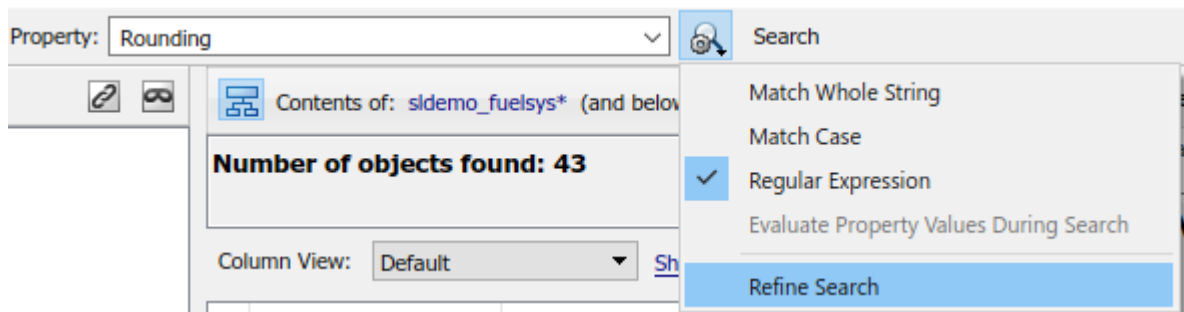 Property: Rounding Search
Contents of: sldemo_fuelsys* (and below
Number of objects found: 43
Column View: Default Sh
Match Whole String
Match Case
Regular Expression
Evaluate Property Values During Search
Refine Search